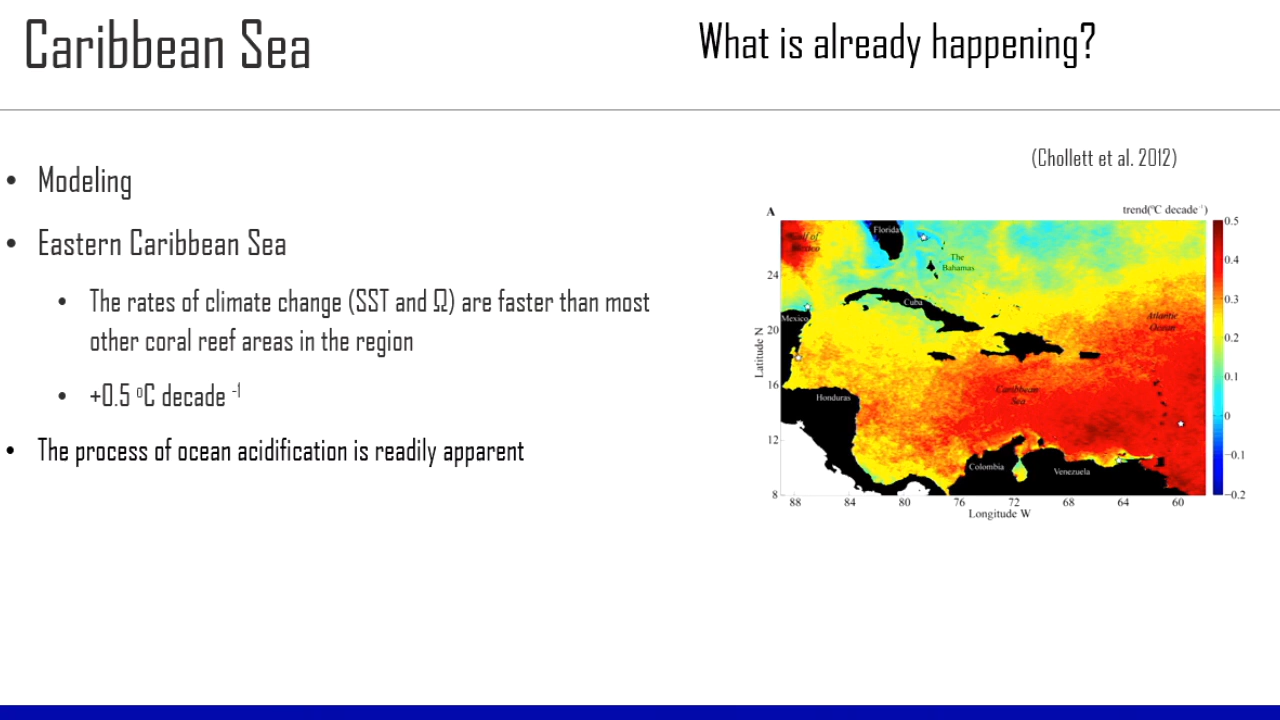 Caribbean Sea
What is already happening?
• Modeling
• Eastern Caribbean Sea
• The rates of climate change (SST and Ω) are faster than most
other coral reef areas in the region
• +0.5 ºC decade ⁻¹
• The process of ocean acidification is readily apparent
(Chollett et al. 2012)
A
trend(ºC decade⁻¹)
Gulf of
Mexico
Florida
The
Bahamas
Cuba
Mexico
Atlantic
Ocean
Caribbean
Sea
Honduras
Colombia
Venezuela
Latitude N
24
20
16
12
8
88 84 80 76 72 68 64 60
Longitude W
0.5
0.4
0.3
0.2
0.1
0
−0.1
−0.2